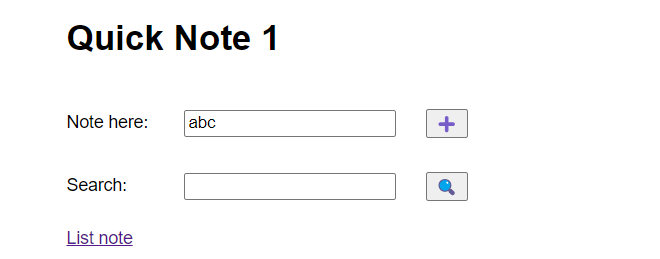 Quick Note 1
Note here: abc
Search:
List note